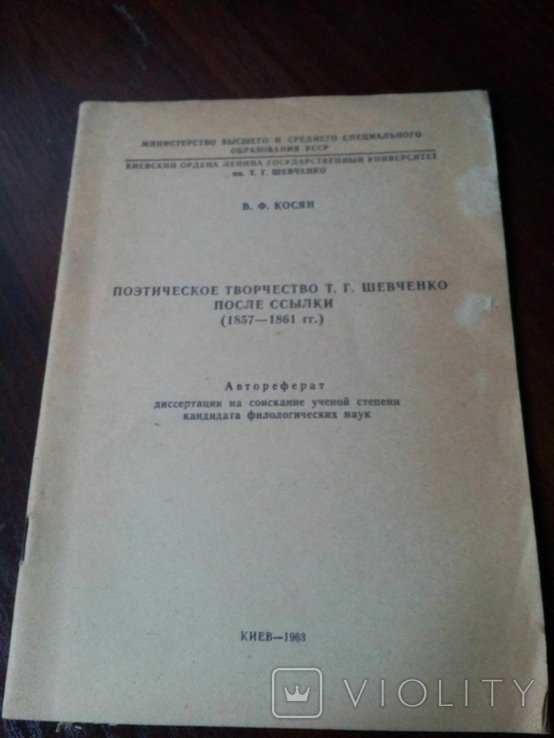 МИНИСТЕРСТВО ВЫСШЕГО И СРЕДНЕГО СПЕЦИАЛЬНОГО
ОБРАЗОВАНИЯ УССР
КИЕВСКИЙ ОРДЕНА ЛЕНИНА ГОСУДАРСТВЕННЫЙ УНИВЕРСИТЕТ
им. Т. Г. ШЕВЧЕНКО
В. Ф. КОСЯН
ПОЭТИЧЕСКОЕ ТВОРЧЕСТВО Т. Г. ШЕВЧЕНКО
ПОСЛЕ ССЫЛКИ
(1857—1861 гг.)
Автореферат
диссертации на соискание ученой степени
кандидата филологических наук
КИЕВ—1963
VIOLITY